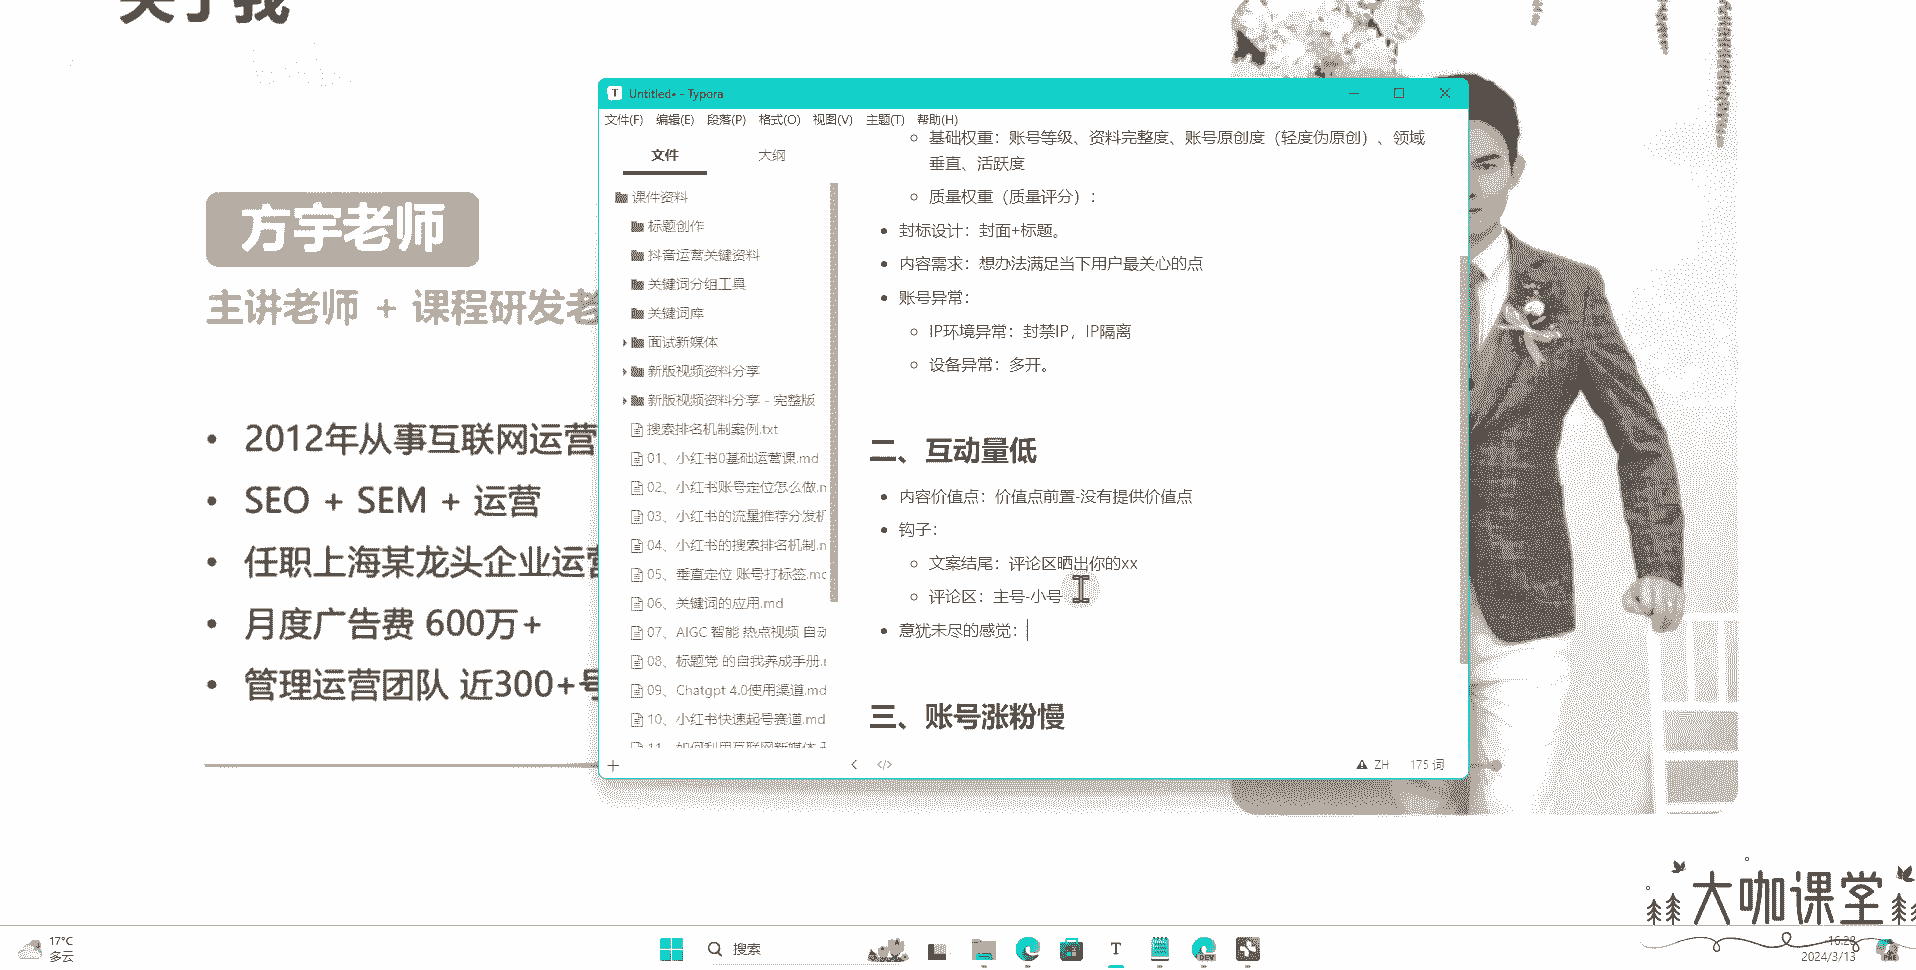 关于我
方宇老师
主讲老师 + 课程研发老
2012年从事互联网运营
SEO + SEM + 运营
任职上海某龙头企业运营
月度广告费 600万+
管理运营团队 近300+号
Untitled• - Typora
文件(F) 编辑(E) 段落(P) 格式(O) 视图(V) 主题(T) 帮助(H)
文件 大纲
课件资料
标题创作
抖音运营关键资料
关键词分组工具
关键词库
面试新媒体
新版视频资料分享
新版视频资料分享 - 完整版
搜索排名机制案例.txt
01、小红书0基础运营课.md
02、小红书账号定位怎么做.m
03、小红书的流量推荐分发机
04、小红书的搜索排名机制.m
05、垂直定位 账号打标签.md
06、关键词的应用.md
07、AIGC 智能 热点视频 自动
08、标题党 的自我养成手册.m
09、Chatgpt 4.0使用渠道.md
10、小红书快速起号赛道.md
11、如何利用互联网新媒体
基础权重：账号等级、资料完整度、账号原创度（轻度伪原创）、领域
垂直、活跃度
质量权重（质量评分）：
封标设计：封面+标题。
内容需求：想办法满足当下用户最关心的点
账号异常：
IP环境异常：封禁IP，IP隔离
设备异常：多开。
二、互动量低
内容价值点：价值点前置-没有提供价值点
钩子：
文案结尾：评论区晒出你的xx
评论区：主号-小号
意犹未尽的感觉：
三、账号涨粉慢
ZH 175 词
大咖课堂
17°C
多云
搜索
16:28
2024/3/13